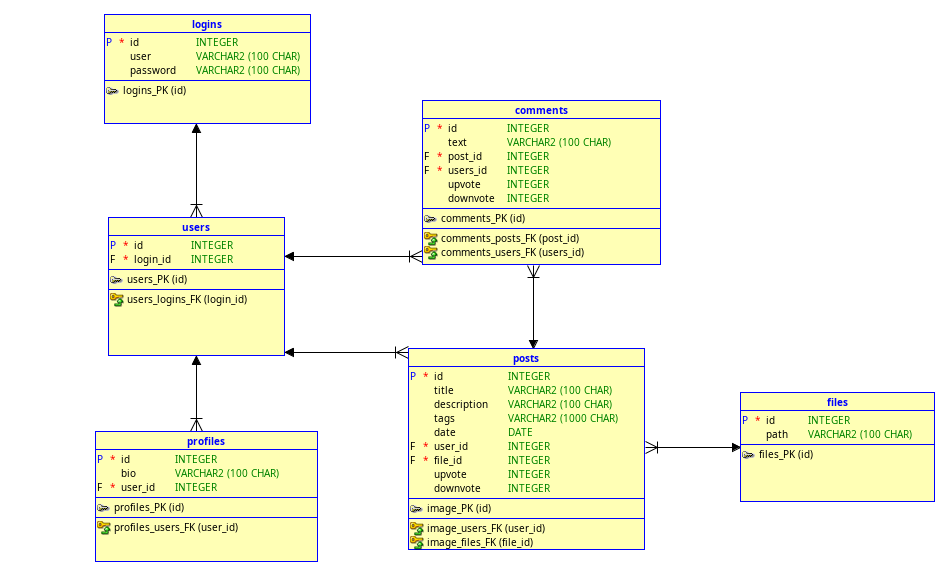 logins
P * id INTEGER
user VARCHAR2 (100 CHAR)
password VARCHAR2 (100 CHAR)
logins_PK (id)
comments
P * id INTEGER
text VARCHAR2 (100 CHAR)
F * post_id INTEGER
F * users_id INTEGER
upvote INTEGER
downvote INTEGER
comments_PK (id)
comments_posts_FK (post_id)
comments_users_FK (users_id)
users
P * id INTEGER
F * login_id INTEGER
users_PK (id)
users_logins_FK (login_id)
posts
P * id INTEGER
title VARCHAR2 (100 CHAR)
description VARCHAR2 (100 CHAR)
tags VARCHAR2 (1000 CHAR)
date DATE
F * user_id INTEGER
F * file_id INTEGER
upvote INTEGER
downvote INTEGER
image_PK (id)
image_users_FK (user_id)
image_files_FK (file_id)
files
P * id INTEGER
path VARCHAR2 (100 CHAR)
files_PK (id)
profiles
P * id INTEGER
bio VARCHAR2 (100 CHAR)
F * user_id INTEGER
profiles_PK (id)
profiles_users_FK (user_id)